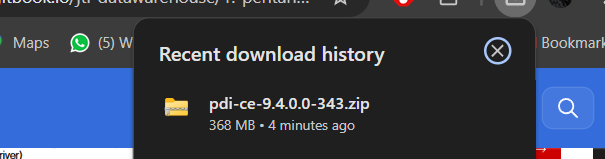 Maps
(5) W
Recent download history
Bookmark
pdi-ce-9.4.0.0-343.zip
368 MB • 4 minutes ago
river)